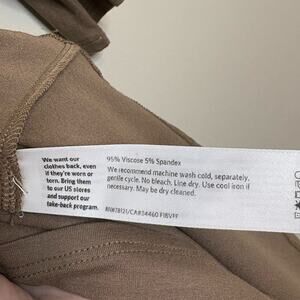 We want our
clothes back, even
if they're worn or
torn. Bring them
to our US stores
and support our
take-back program.
95% Viscose 5% Spandex
We recommend machine wash cold, separately,
gentle cycle. No bleach. Line dry. Use cool iron if
necessary. May be dry cleaned.